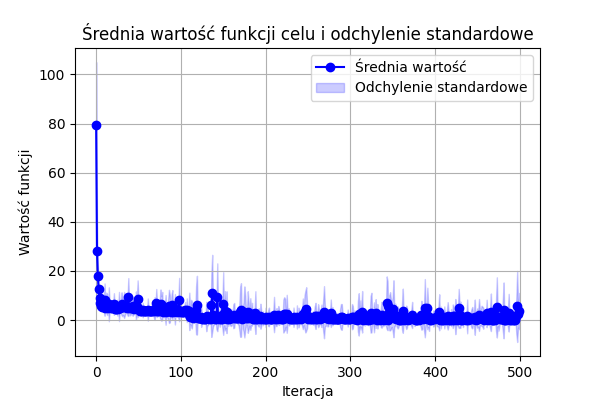 Średnia wartość funkcji celu i odchylenie standardowe
Średnia wartość
Odchylenie standardowe
Wartość funkcji
100
80
60
40
20
0
0 100 200 300 400 500
Iteracja